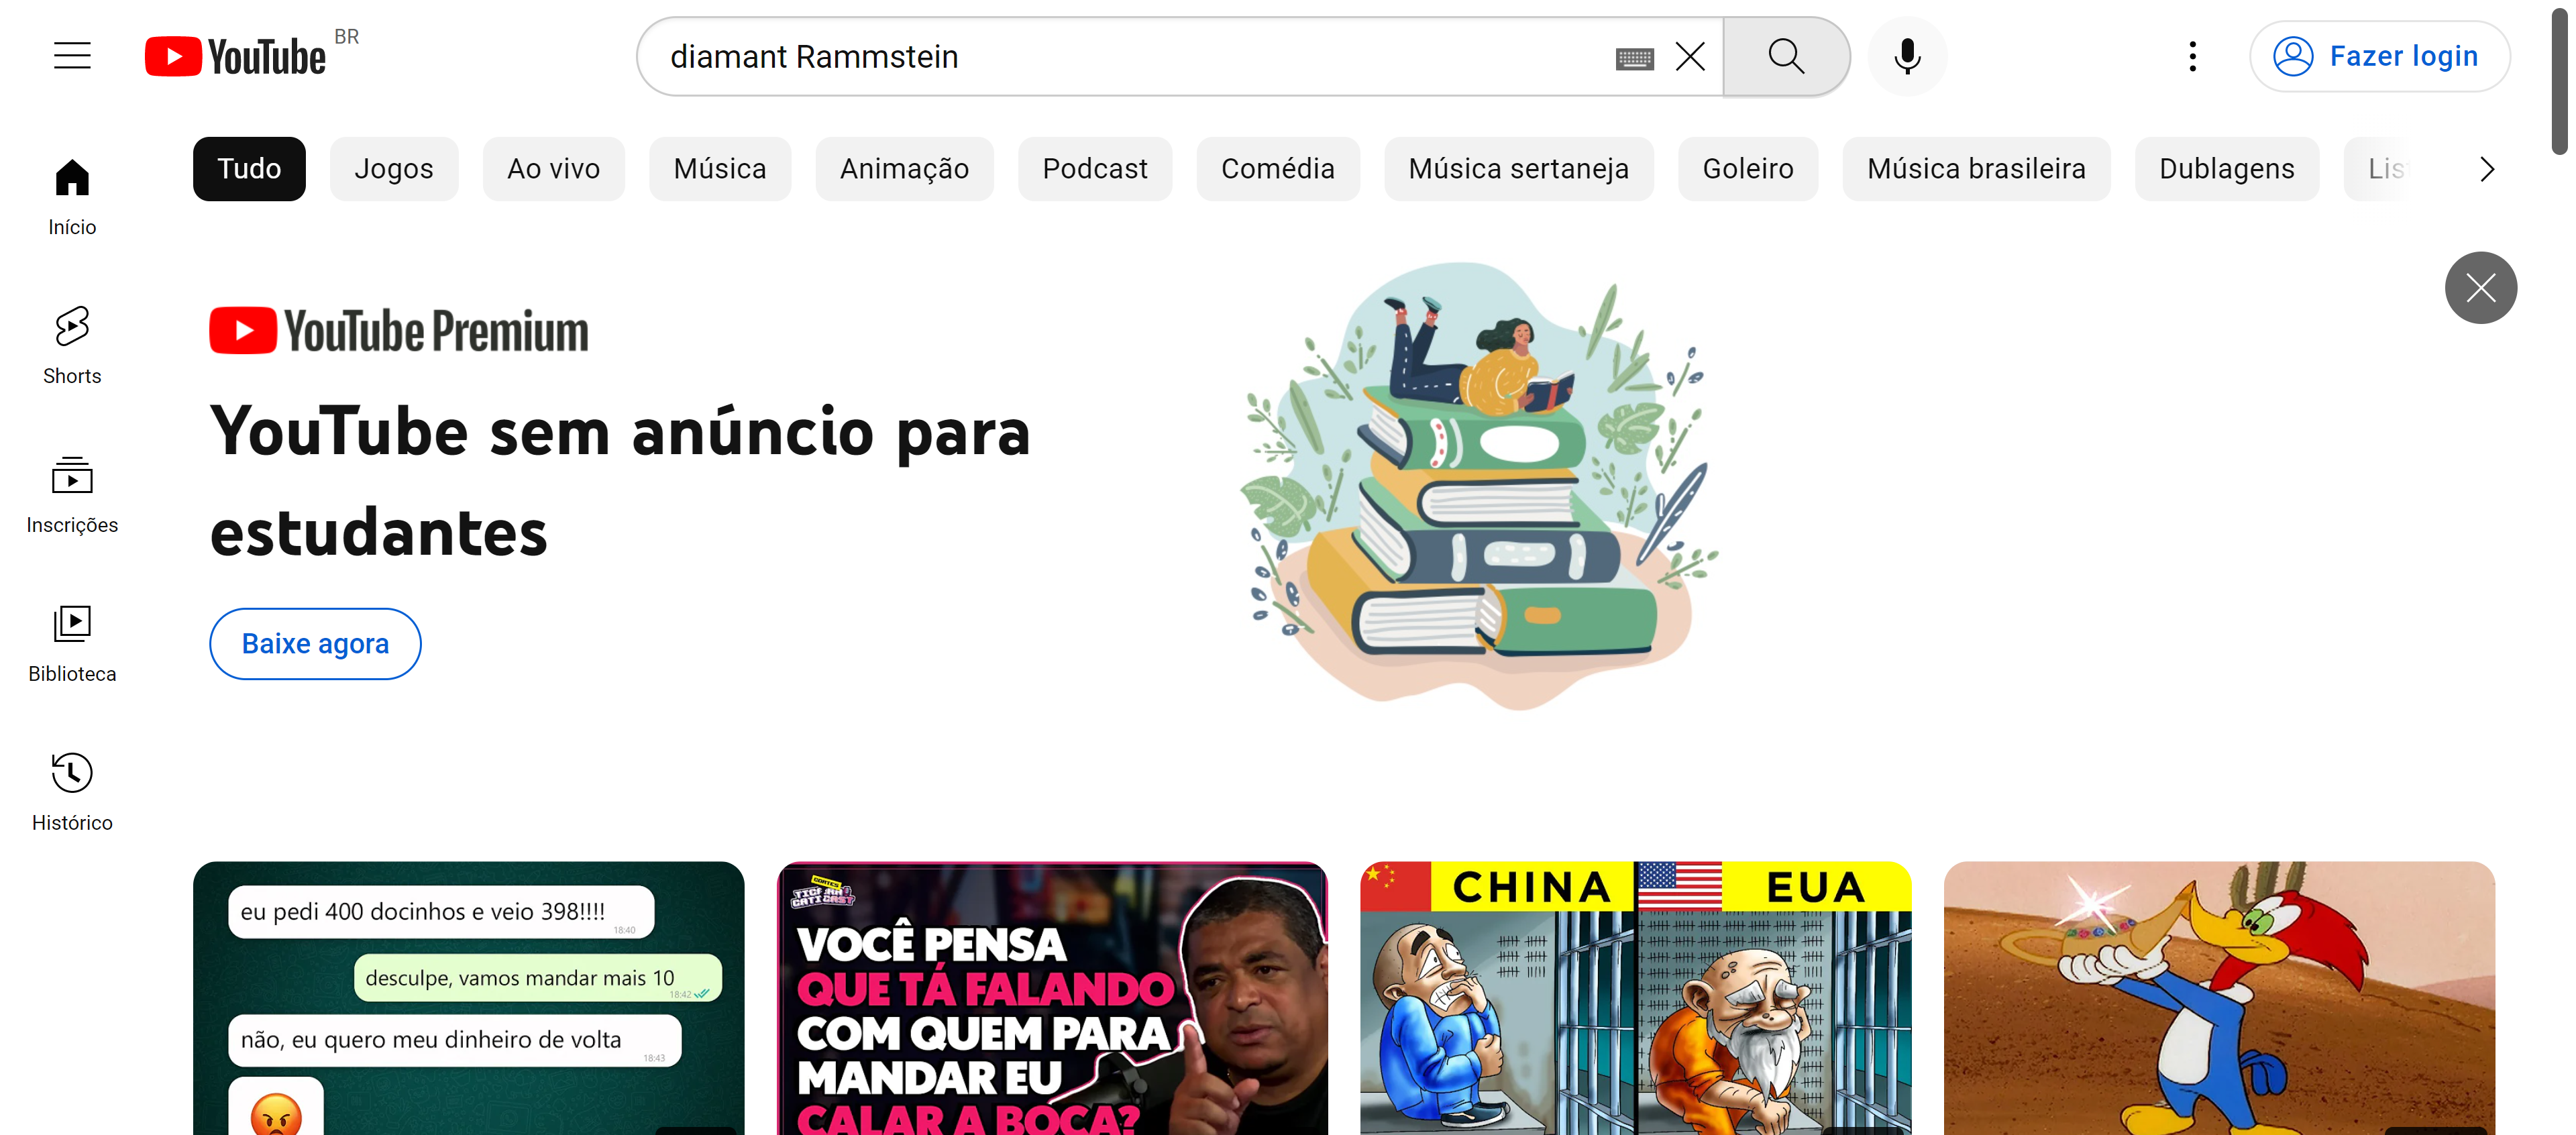 YouTube BR
diamant Rammstein
Fazer login
Tudo
Jogos
Ao vivo
Música
Animação
Podcast
Comédia
Música sertaneja
Goleiro
Música brasileira
Dublagens
Início
Shorts
Inscrições
Biblioteca
Histórico
YouTube Premium
YouTube sem anúncio para
estudantes
Baixe agora
eu pedi 400 docinhos e veio 398!!!!
18:40
desculpe, vamos mandar mais 10
18:42
não, eu quero meu dinheiro de volta
18:43
CORTES
VOCÊ PENSA
QUE TÁ FALANDO
COM QUEM PARA
MANDAR EU
CALAR A BOCA?
CHINA
EUA